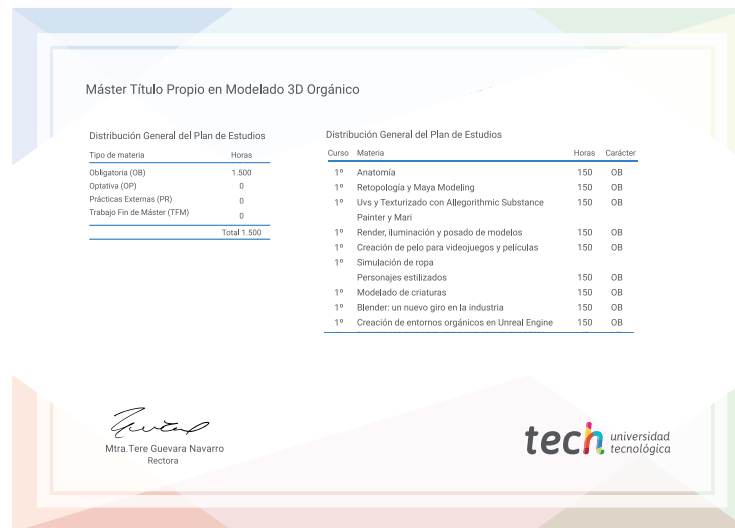 Máster Título Propio en Modelado 3D Orgánico
Distribución General del Plan de Estudios
Tipo de materia Horas
Obligatoria (OB) 1.500
Optativa (OP) 0
Prácticas Externas (PR) 0
Trabajo Fin de Máster (TFM) 0
Total 1.500
Distribución General del Plan de Estudios
Curso Materia Horas Carácter
1º Anatomía 150 OB
1º Retopología y Maya Modeling 150 OB
1º Uvs y Texturizado con Allegorithmic Substance 150 OB
Painter y Mari
1º Render, iluminación y posado de modelos 150 OB
1º Creación de pelo para videojuegos y películas 150 OB
1º Simulación de ropa
Personajes estilizados 150 OB
1º Modelado de criaturas 150 OB
1º Blender: un nuevo giro en la industria 150 OB
1º Creación de entornos orgánicos en Unreal Engine 150 OB
Mtra.Tere Guevara Navarro
Rectora
tech universidad
tecnológica